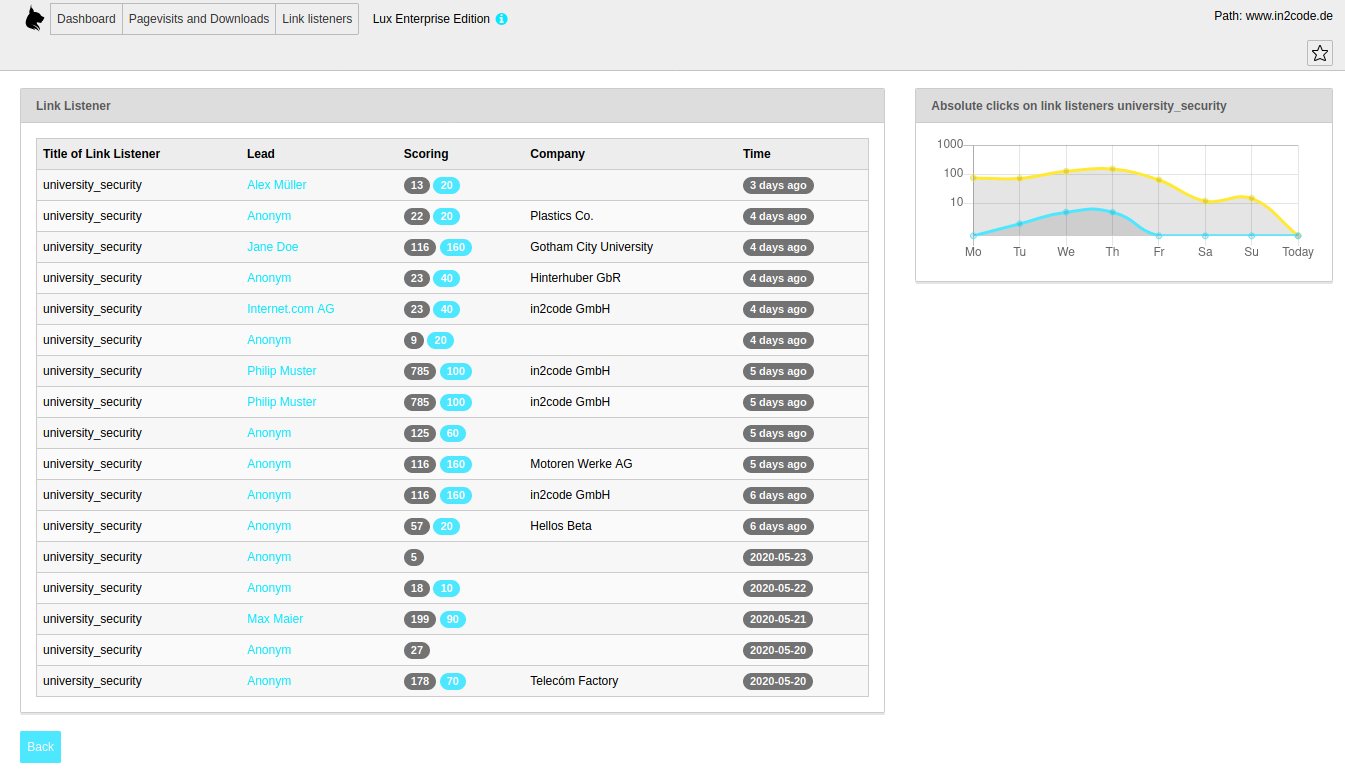 Dashboard Pagevisits and Downloads Link listeners Lux Enterprise Edition i Path: www.in2code.de
Link Listener
Title of Link Listener Lead Scoring Company Time
university_security Alex Müller 13 20 3 days ago
university_security Anonym 22 20 Plastics Co. 4 days ago
university_security Jane Doe 116 160 Gotham City University 4 days ago
university_security Anonym 23 40 Hinterhuber GbR 4 days ago
university_security Internet.com AG 23 40 in2code GmbH 4 days ago
university_security Anonym 9 20 4 days ago
university_security Philip Muster 785 100 in2code GmbH 5 days ago
university_security Philip Muster 785 100 in2code GmbH 5 days ago
university_security Anonym 125 60 5 days ago
university_security Anonym 116 160 Motoren Werke AG 5 days ago
university_security Anonym 116 160 in2code GmbH 6 days ago
university_security Anonym 57 20 Hellos Beta 6 days ago
university_security Anonym 5 2020-05-23
university_security Anonym 18 10 2020-05-22
university_security Max Maier 199 90 2020-05-21
university_security Anonym 27 2020-05-20
university_security Anonym 178 70 Telecóm Factory 2020-05-20
Back
Absolute clicks on link listeners university_security
1000
100
10
Mo Tu We Th Fr Sa Su Today